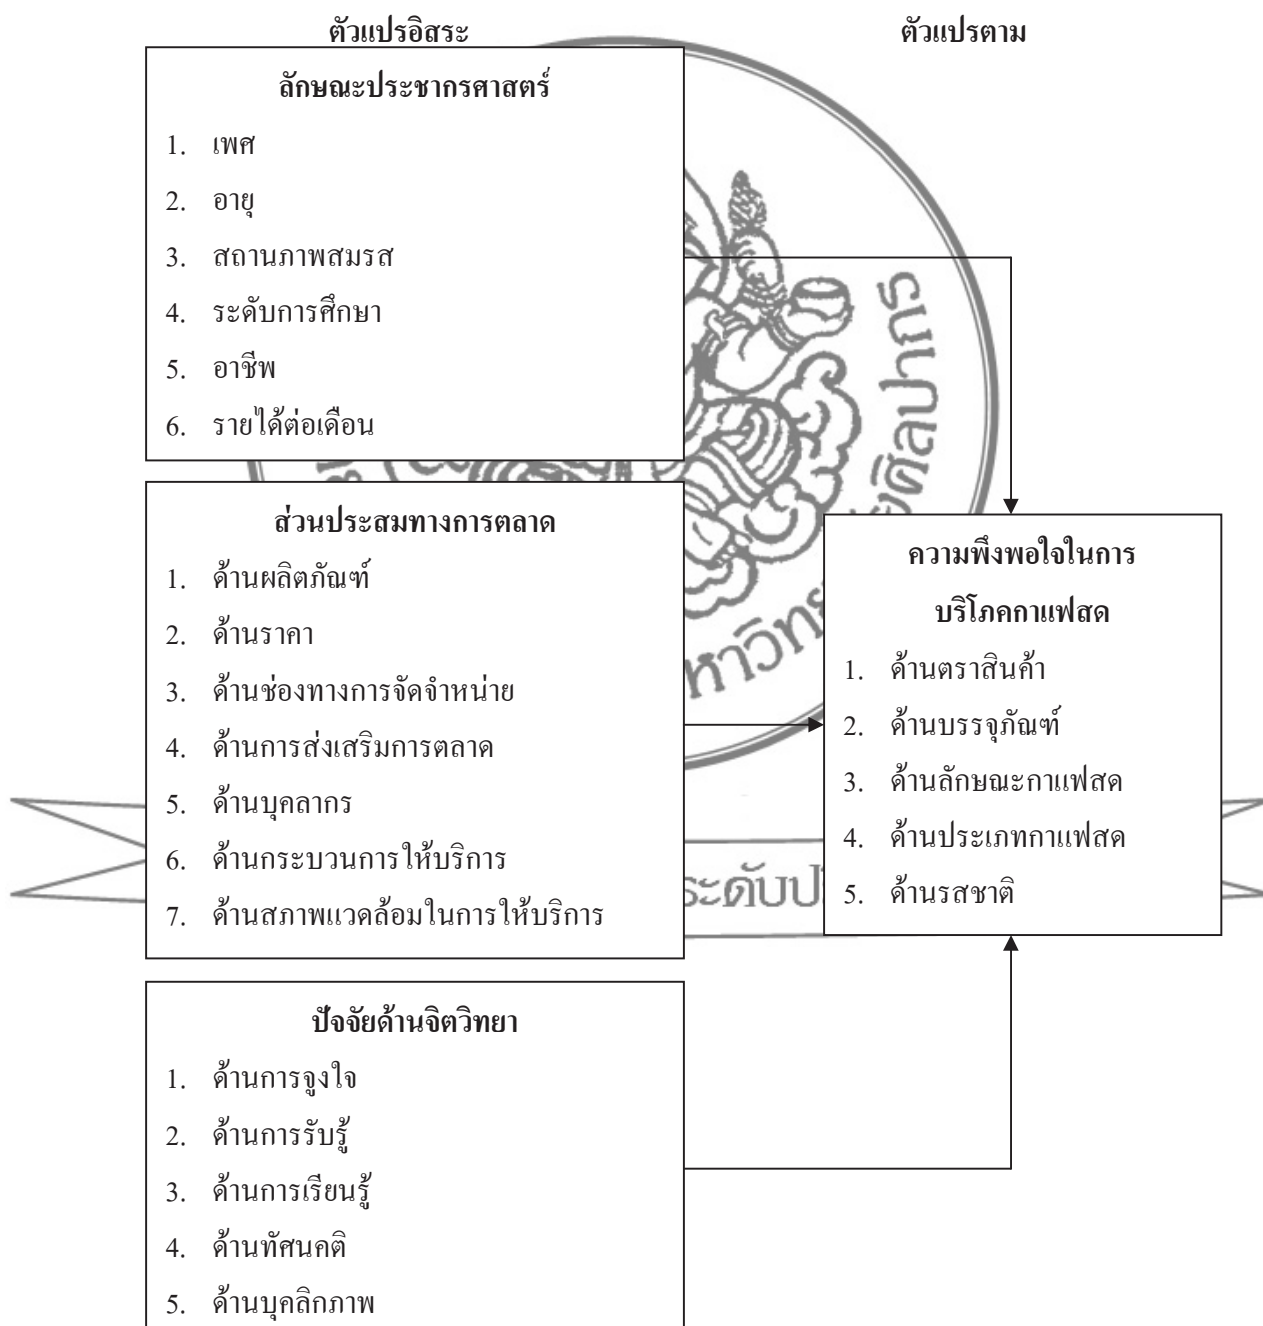 ตัวแปรอิสระ
ตัวแปรตาม
ลักษณะประชากรศาสตร์
1. เพศ
2. อายุ
3. สถานภาพสมรส
4. ระดับการศึกษา
5. อาชีพ
6. รายได้ต่อเดือน
ส่วนประสมทางการตลาด
1. ด้านผลิตภัณฑ์
2. ด้านราคา
3. ด้านช่องทางการจัดจำหน่าย
4. ด้านการส่งเสริมการตลาด
5. ด้านบุคลากร
6. ด้านกระบวนการให้บริการ
7. ด้านสภาพแวดล้อมในการให้บริการ
ปัจจัยด้านจิตวิทยา
1. ด้านการจูงใจ
2. ด้านการรับรู้
3. ด้านการเรียนรู้
4. ด้านทัศนคติ
5. ด้านบุคลิกภาพ
ความพึงพอใจในการ
บริโภคกาแฟสด
1. ด้านตราสินค้า
2. ด้านบรรจุภัณฑ์
3. ด้านลักษณะกาแฟสด
4. ด้านประเภทกาแฟสด
5. ด้านรสชาติ